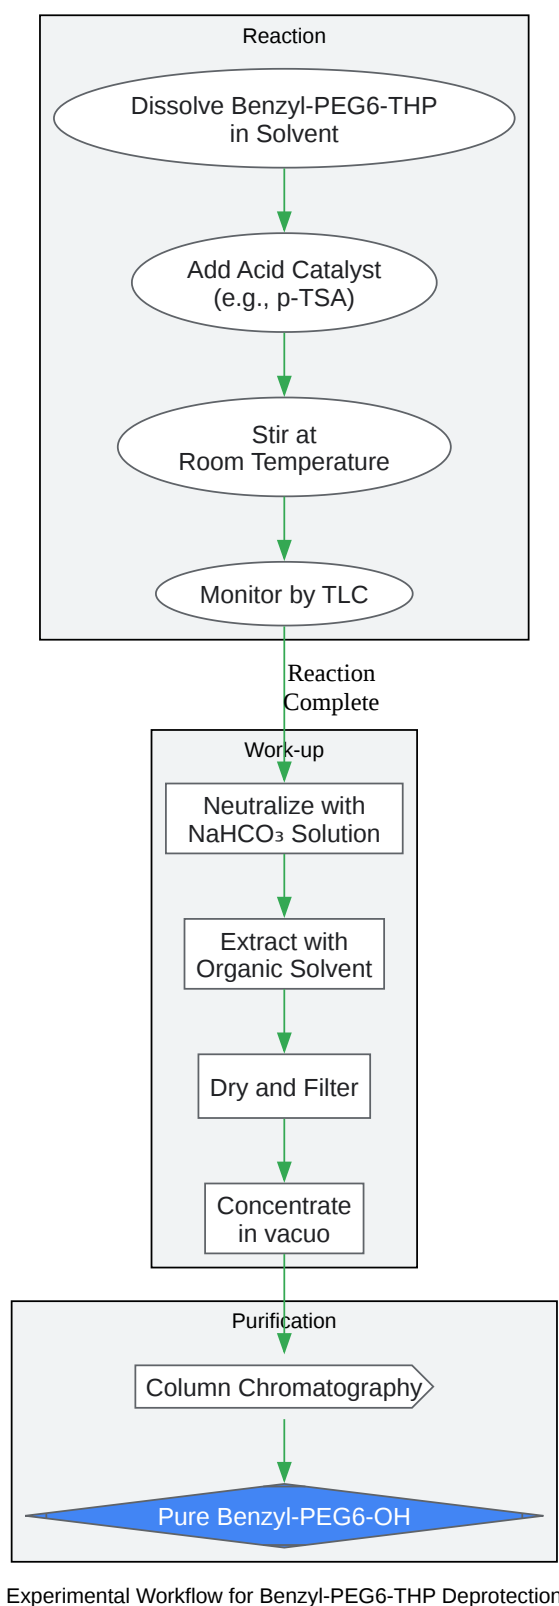 Reaction
Dissolve Benzyl-PEG6-THP
in Solvent
Add Acid Catalyst
(e.g., p-TSA)
Stir at
Room Temperature
Monitor by TLC
Reaction
Complete
Work-up
Neutralize with
NaHCO₃ Solution
Extract with
Organic Solvent
Dry and Filter
Concentrate
in vacuo
Purification
Column Chromatography
Pure Benzyl-PEG6-OH
Experimental Workflow for Benzyl-PEG6-THP Deprotection